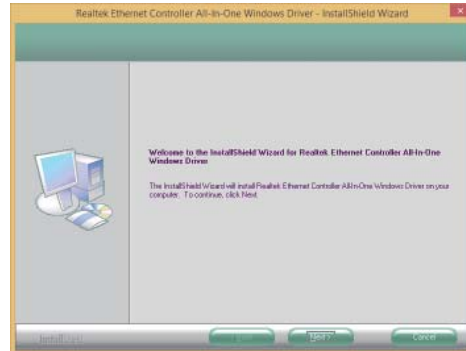 Realtek Ethernet Controller All-In-One Windows Driver - InstallShield Wizard
Welcome to the InstallShield Wizard for Realtek Ethernet Controller All-In-One
Windows Driver
The InstallShield Wizard will install Realtek Ethernet Controller All-In-One Windows Driver on your
computer. To continue, click Next
InstallShield
Next >
Cancel